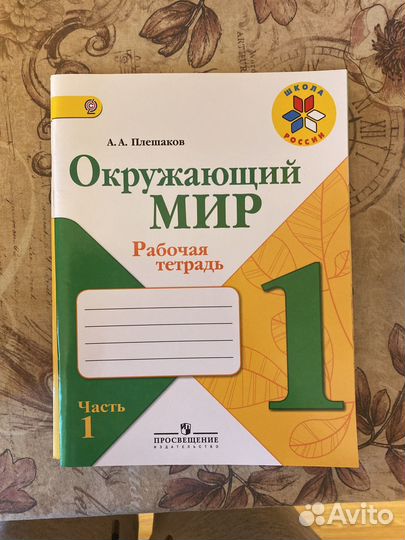 ШКОЛА
РОССИИ
А. А. Плешаков
Окружающий
МИР
Рабочая
тетрадь
1
Часть
1
ПРОСВЕЩЕНИЕ
ИЗДАТЕЛЬСТВО
Avito